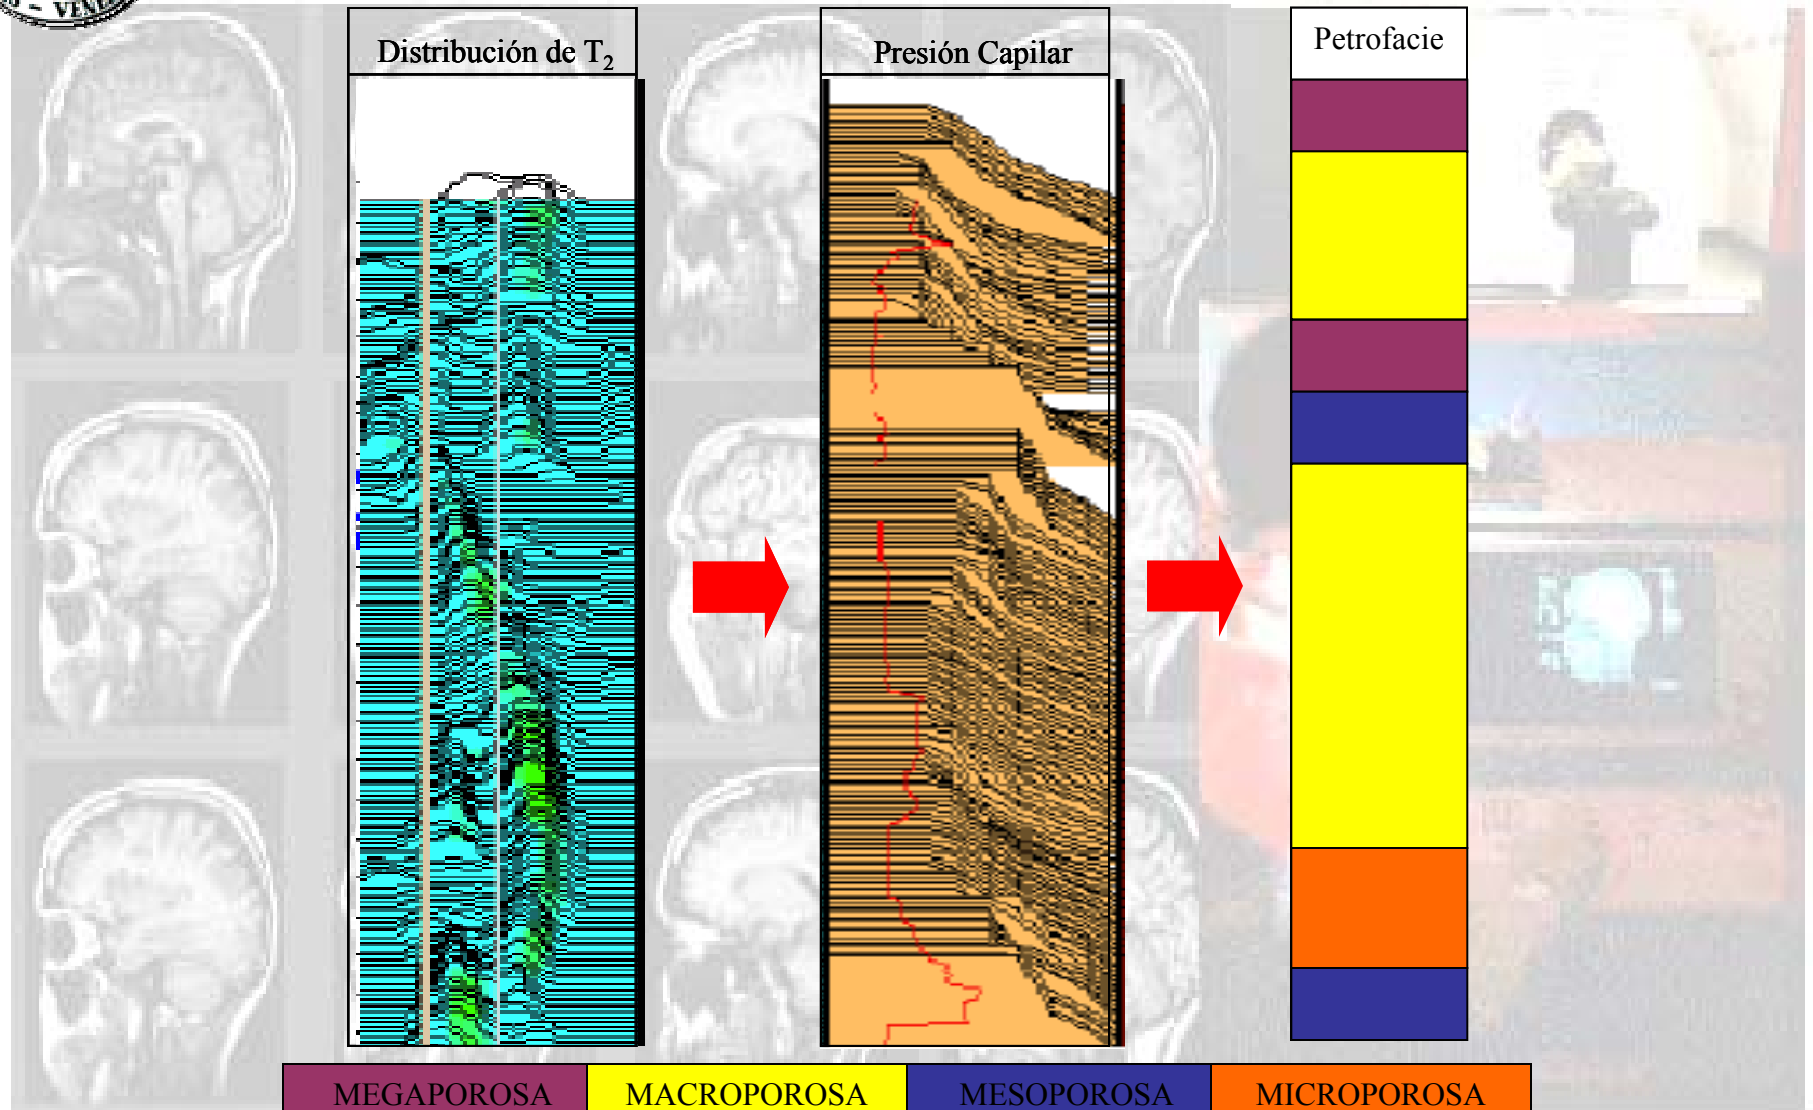 Distribución de T₂
Presión Capilar
Petrofacie
MEGAPOROSA
MACROPOROSA
MESOPOROSA
MICROPOROSA